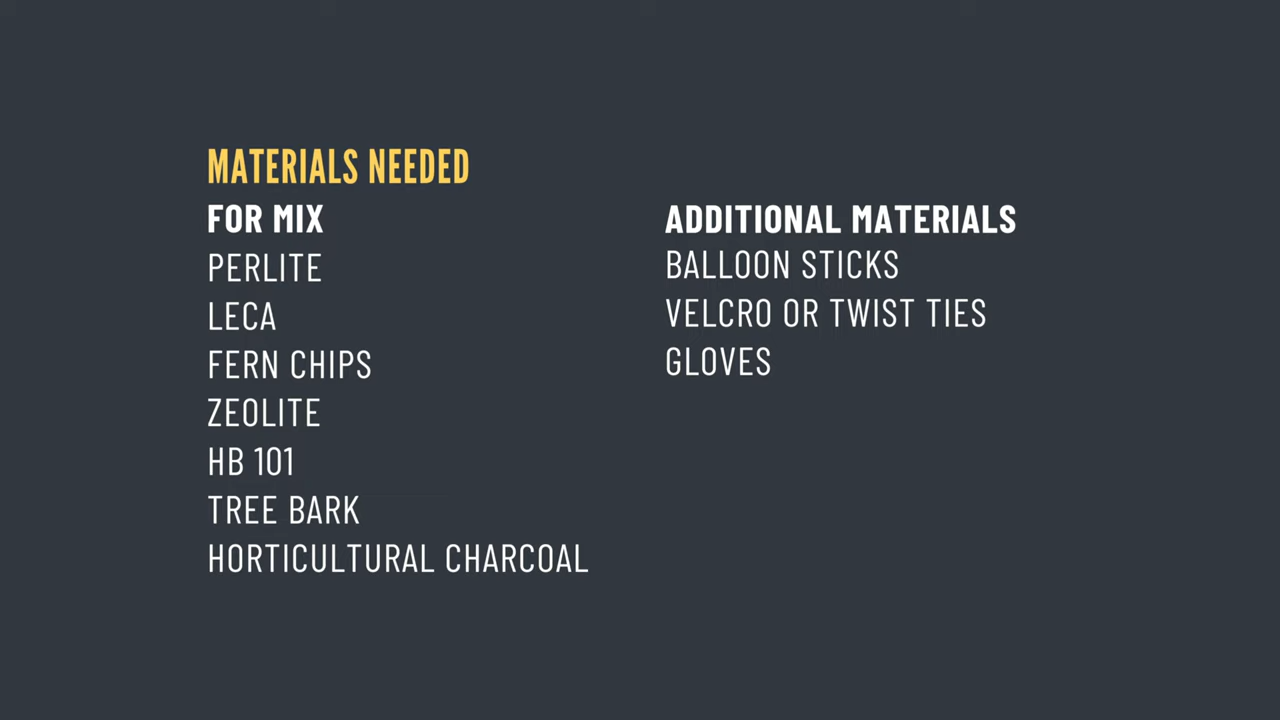 MATERIALS NEEDED
FOR MIX
PERLITE
LECA
FERN CHIPS
ZEOLITE
HB 101
TREE BARK
HORTICULTURAL CHARCOAL
ADDITIONAL MATERIALS
BALLOON STICKS
VELCRO OR TWIST TIES
GLOVES